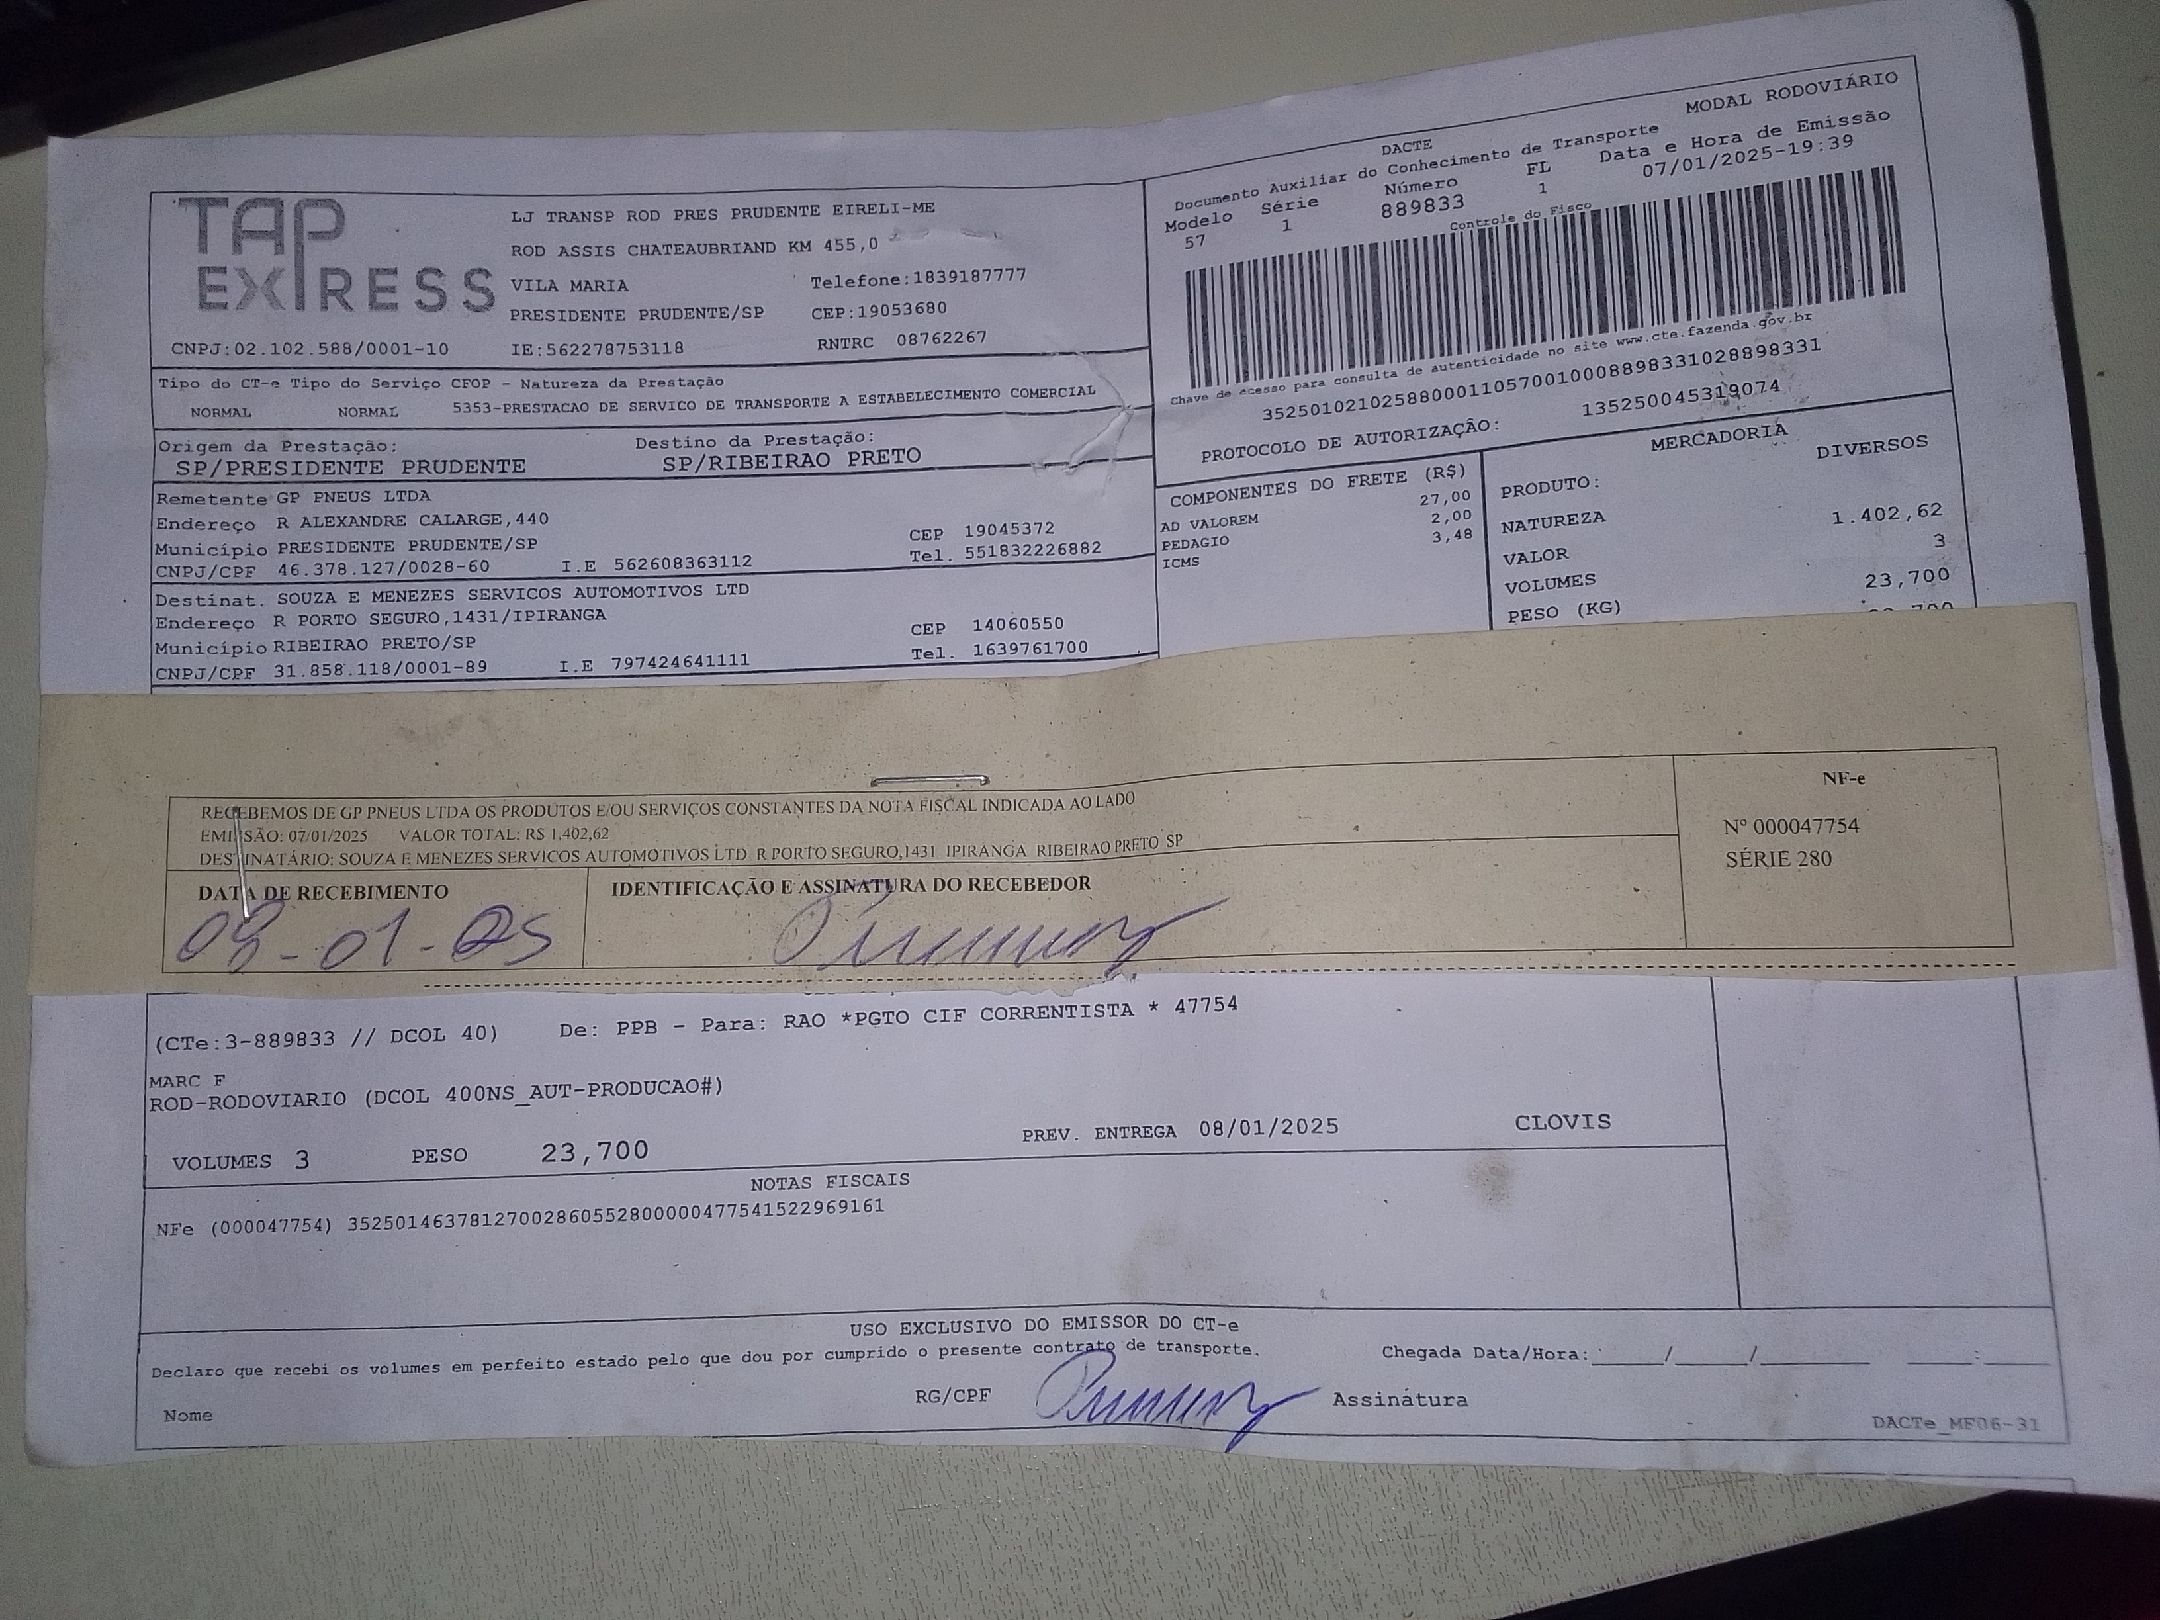 TAP EXPRESS
LJ TRANSP ROD PRES PRUDENTE EIRELI-ME
ROD ASSIS CHATEAUBRIAND KM 455,0
VILA MARIA Telefone:1839187777
PRESIDENTE PRUDENTE/SP CEP:19053680
CNPJ:02.102.588/0001-10 IE:562278753118 RNTRC 08762267
DACTE MODAL RODOVIÁRIO
Documento Auxiliar do Conhecimento de Transporte
Modelo Série Número FL Data e Hora de Emissão
57 1 889833 1 07/01/2025-19:39
Controle do Fisco
Chave de acesso para consulta de autenticidade no site www.cte.fazenda.gov.br
35250102102588000110570010008898331028898331
PROTOCOLO DE AUTORIZAÇÃO: 135250045319074
Tipo do CT-e Tipo do Serviço CFOP - Natureza da Prestação
NORMAL NORMAL 5353-PRESTACAO DE SERVICO DE TRANSPORTE A ESTABELECIMENTO COMERCIAL
Origem da Prestação: Destino da Prestação:
SP/PRESIDENTE PRUDENTE SP/RIBEIRAO PRETO
Remetente GP PNEUS LTDA
Endereço R ALEXANDRE CALARGE,440
Município PRESIDENTE PRUDENTE/SP CEP 19045372
CNPJ/CPF 46.378.127/0028-60 I.E 562608363112 Tel. 551832226882
Destinat. SOUZA E MENEZES SERVICOS AUTOMOTIVOS LTD
Endereço R PORTO SEGURO,1431/IPIRANGA
Município RIBEIRAO PRETO/SP CEP 14060550
CNPJ/CPF 31.858.118/0001-89 I.E 797424641111 Tel. 1639761700
COMPONENTES DO FRETE (R$)
27,00
AD VALOREM 2,00
PEDAGIO 3,48
ICMS
MERCADORIA
PRODUTO: DIVERSOS
NATUREZA
VALOR 1.402,62
VOLUMES 3
PESO (KG) 23,700
RECEBEMOS DE GP PNEUS LTDA OS PRODUTOS E/OU SERVIÇOS CONSTANTES DA NOTA FISCAL INDICADA AO LADO
EMISSÃO: 07/01/2025 VALOR TOTAL: R$ 1,402,62
DESTINATÁRIO: SOUZA E MENEZES SERVICOS AUTOMOTIVOS LTD R PORTO SEGURO,1431 IPIRANGA RIBEIRAO PRETO SP
DATA DE RECEBIMENTO IDENTIFICAÇÃO E ASSINATURA DO RECEBEDOR
08-01-25
NF-e
Nº 000047754
SÉRIE 280
(CTe:3-889833 // DCOL 40) De: PPB - Para: RAO *PGTO CIF CORRENTISTA * 47754
MARC F
ROD-RODOVIARIO (DCOL 400NS_AUT-PRODUCAO#)
VOLUMES 3 PESO 23,700 PREV. ENTREGA 08/01/2025 CLOVIS
NOTAS FISCAIS
NFe (000047754) 35250146378127002860552800000477541522969161
USO EXCLUSIVO DO EMISSOR DO CT-e
Declaro que recebi os volumes em perfeito estado pelo que dou por cumprido o presente contrato de transporte. Chegada Data/Hora:____/____/____ ____:____
Nome RG/CPF Assinatura
DACTe_MF06-31